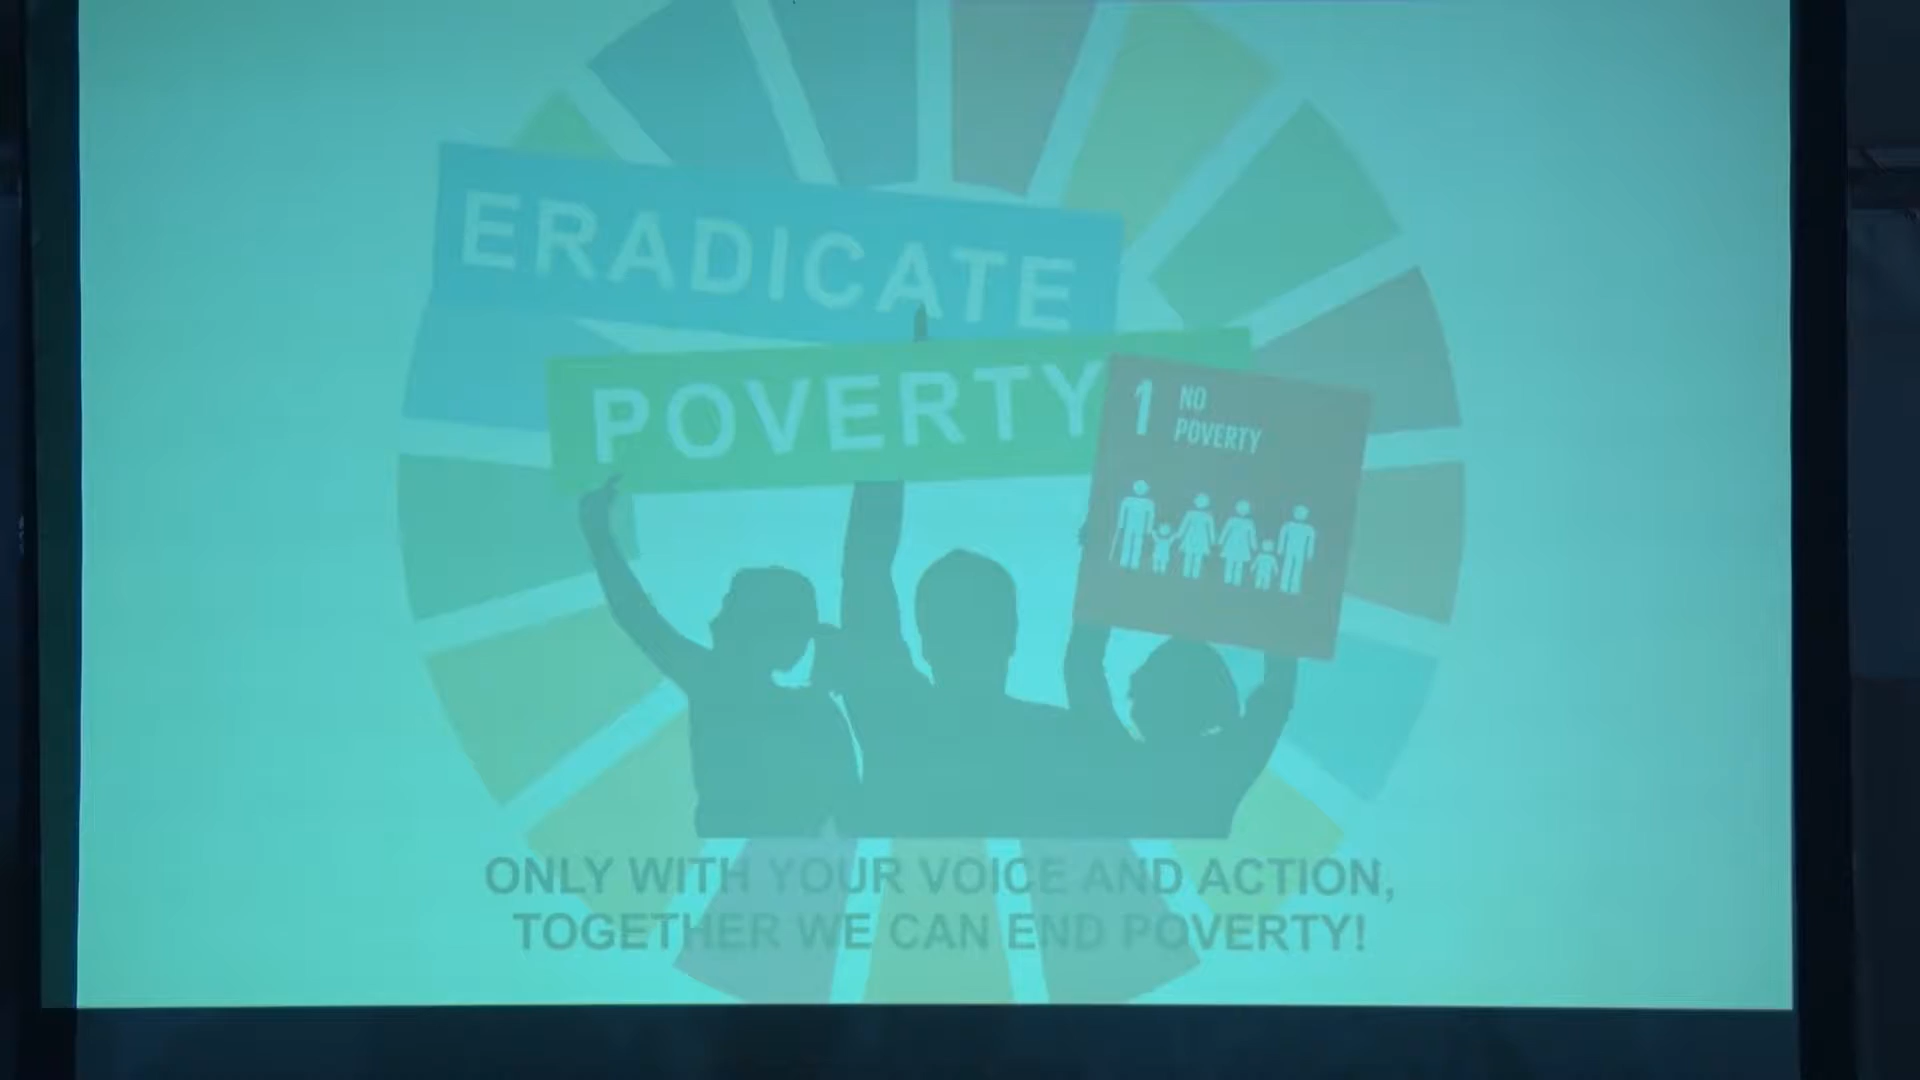 ERADICATE
POVERTY
1 NO
POVERTY
ONLY WITH YOUR VOICE AND ACTION,
TOGETHER WE CAN END POVERTY!